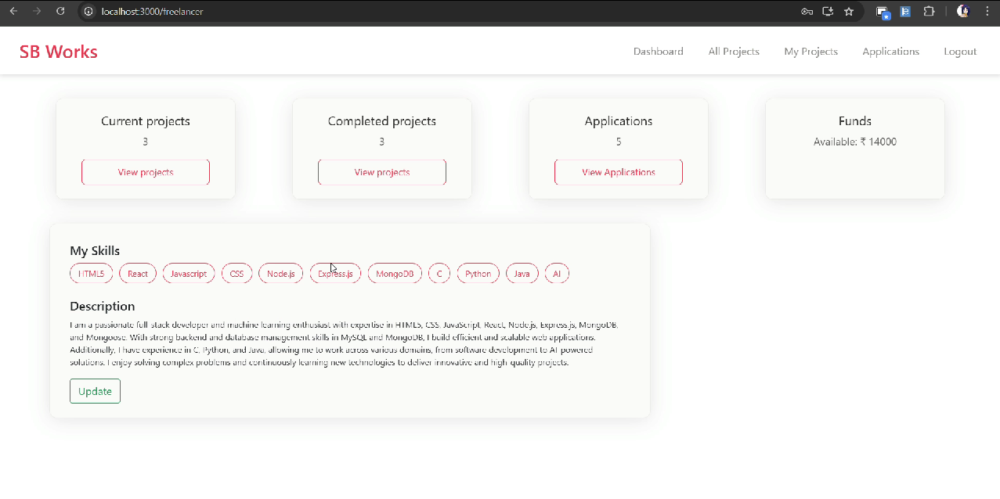 localhost:3000/freelancer
SB Works
Dashboard
All Projects
My Projects
Applications
Logout
Current projects
3
View projects
Completed projects
3
View projects
Applications
5
View Applications
Funds
Available: ₹ 14000
My Skills
HTML5
React
Javascript
CSS
Node.js
Express.js
MongoDB
C
Python
Java
AI
Description
I am a passionate full-stack developer and machine learning enthusiast with expertise in HTML5, CSS, JavaScript, React, Node.js, Express.js, MongoDB,
and Mongoose. With strong backend and database management skills in MySQL and MongoDB, I build efficient and scalable web applications.
Additionally, I have experience in C, Python, and Java, allowing me to work across various domains, from software development to AI-powered
solutions. I enjoy solving complex problems and continuously learning new technologies to deliver innovative and high-quality projects.
Update